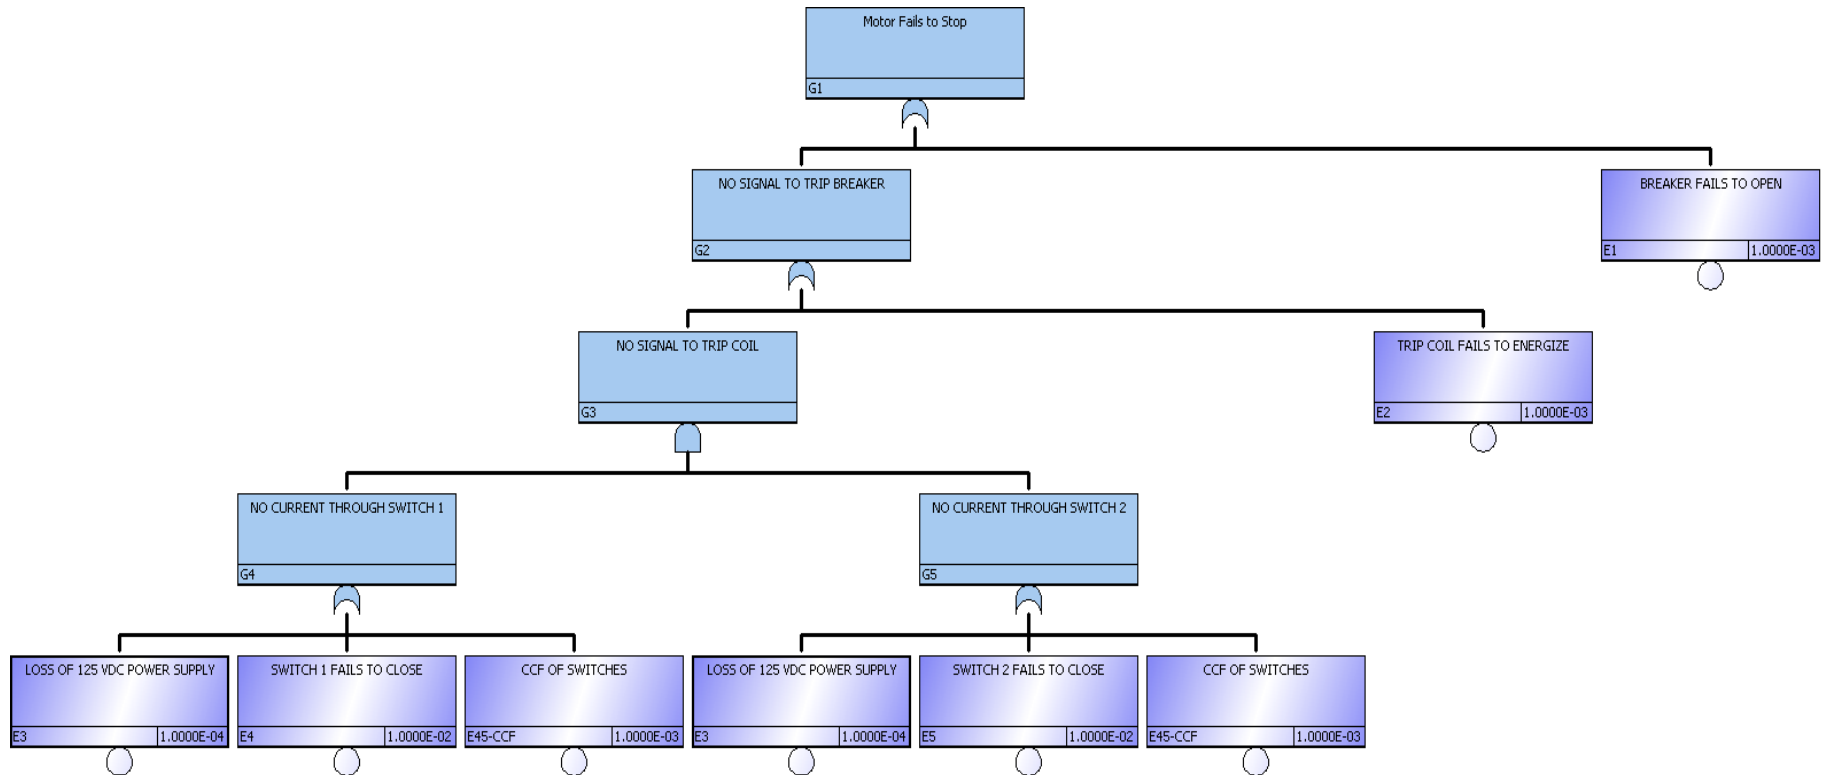 Motor Fails to Stop
G1
NO SIGNAL TO TRIP BREAKER
G2
BREAKER FAILS TO OPEN
E1 1.0000E-03
NO SIGNAL TO TRIP COIL
G3
TRIP COIL FAILS TO ENERGIZE
E2 1.0000E-03
NO CURRENT THROUGH SWITCH 1
G4
NO CURRENT THROUGH SWITCH 2
G5
LOSS OF 125 VDC POWER SUPPLY
E3 1.0000E-04
SWITCH 1 FAILS TO CLOSE
E4 1.0000E-02
CCF OF SWITCHES
E45-CCF 1.0000E-03
LOSS OF 125 VDC POWER SUPPLY
E3 1.0000E-04
SWITCH 2 FAILS TO CLOSE
E5 1.0000E-02
CCF OF SWITCHES
E45-CCF 1.0000E-03